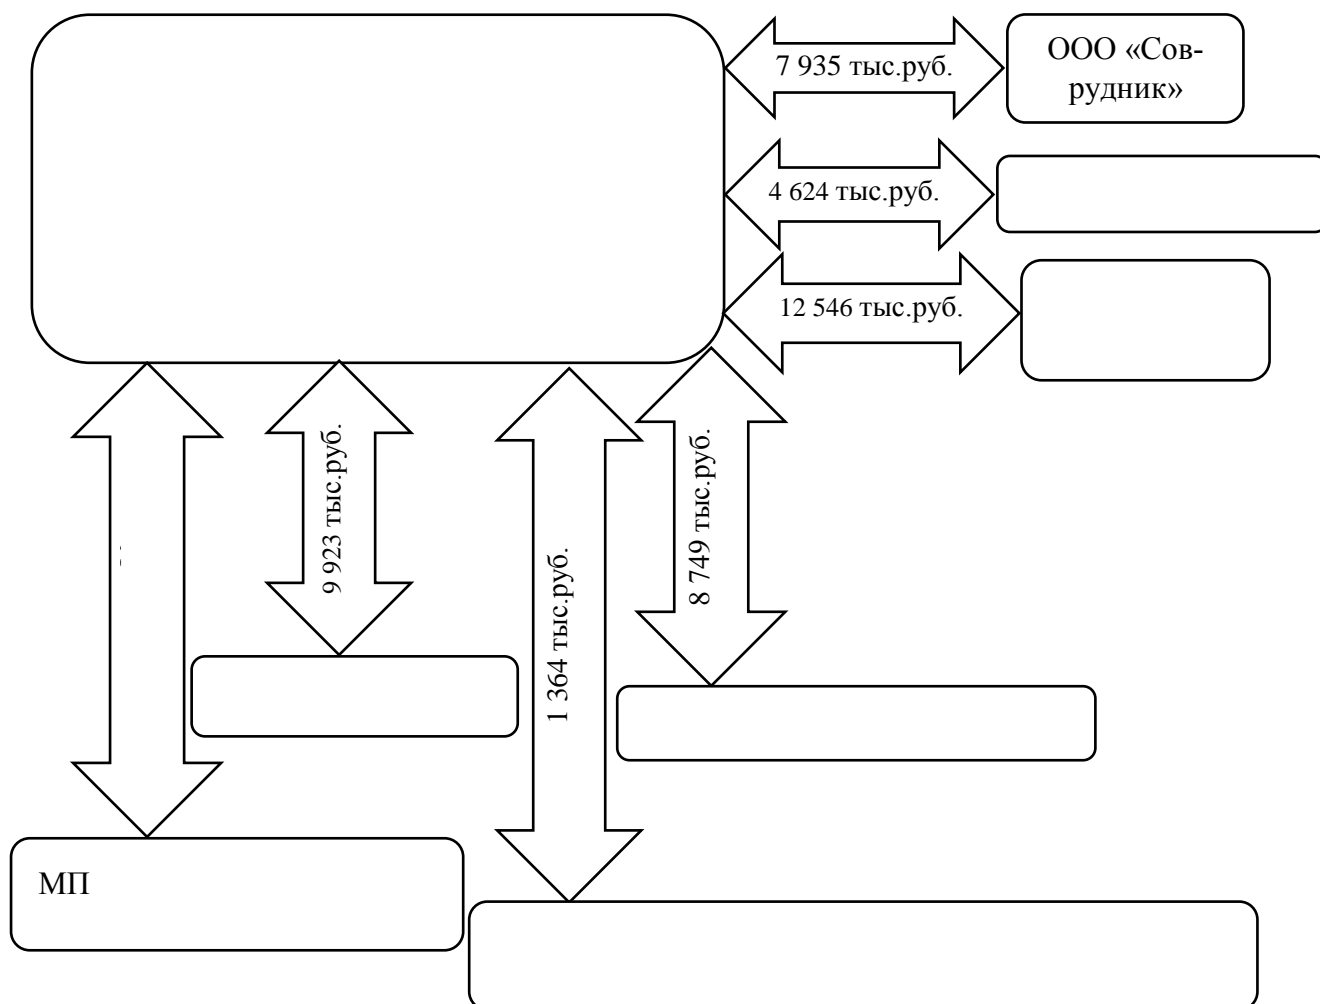 7 935 тыс.руб.
ООО «Сов-
рудник»
4 624 тыс.руб.
12 546 тыс.руб.
9 923 тыс.руб.
1 364 тыс.руб.
8 749 тыс.руб.
МП